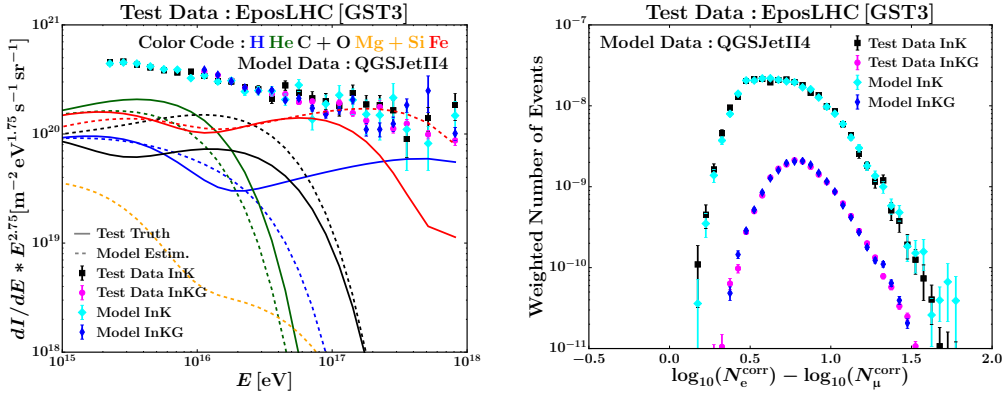 Test Data : EposLHC [GST3]
Color Code : H He C + O Mg + Si Fe
Model Data : QGSJetII4
Test Truth
Model Estim.
Test Data InK
Test Data InKG
Model InK
Model InKG
dI/dE * E^2.75 [m^−2 eV^1.75 s^−1 sr^−1]
10^21
10^20
10^19
10^18
10^15
10^16
10^17
10^18
E [eV]
Test Data : EposLHC [GST3]
Model Data : QGSJetII4
Test Data InK
Test Data InKG
Model InK
Model InKG
Weighted Number of Events
10^−7
10^−8
10^−9
10^−10
10^−11
−0.5
0.0
0.5
1.0
1.5
2.0
log10(N_e^corr) − log10(N_μ^corr)